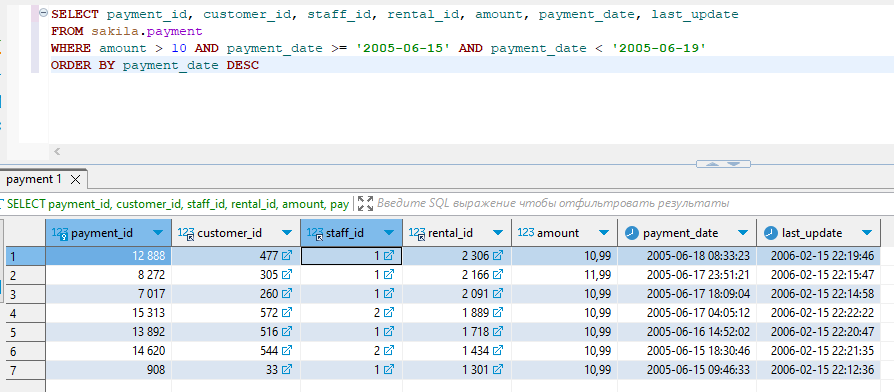 SELECT payment_id, customer_id, staff_id, rental_id, amount, payment_date, last_update
FROM sakila.payment
WHERE amount > 10 AND payment_date >= '2005-06-15' AND payment_date < '2005-06-19'
ORDER BY payment_date DESC
payment 1
SELECT payment_id, customer_id, staff_id, rental_id, amount, pay Введите SQL выражение чтобы отфильтровать результаты
123 payment_id 123 customer_id 123 staff_id 123 rental_id 123 amount payment_date last_update
1 12 888 477 1 2 306 10,99 2005-06-18 08:33:23 2006-02-15 22:19:46
2 8 272 305 1 2 166 11,99 2005-06-17 23:51:21 2006-02-15 22:15:47
3 7 017 260 1 2 091 10,99 2005-06-17 18:09:04 2006-02-15 22:14:58
4 15 313 572 2 1 889 10,99 2005-06-17 04:05:12 2006-02-15 22:22:22
5 13 892 516 1 1 718 10,99 2005-06-16 14:52:02 2006-02-15 22:20:47
6 14 620 544 2 1 434 10,99 2005-06-15 18:30:46 2006-02-15 22:21:35
7 908 33 1 1 301 10,99 2005-06-15 09:46:33 2006-02-15 22:12:36